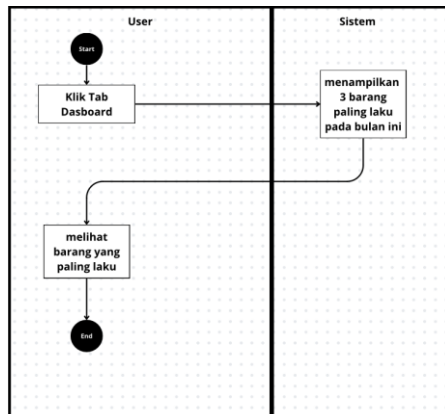 User
Sistem
Start
Klik Tab
Dasboard
menampilkan
3 barang
paling laku
pada bulan ini
melihat
barang yang
paling laku
End